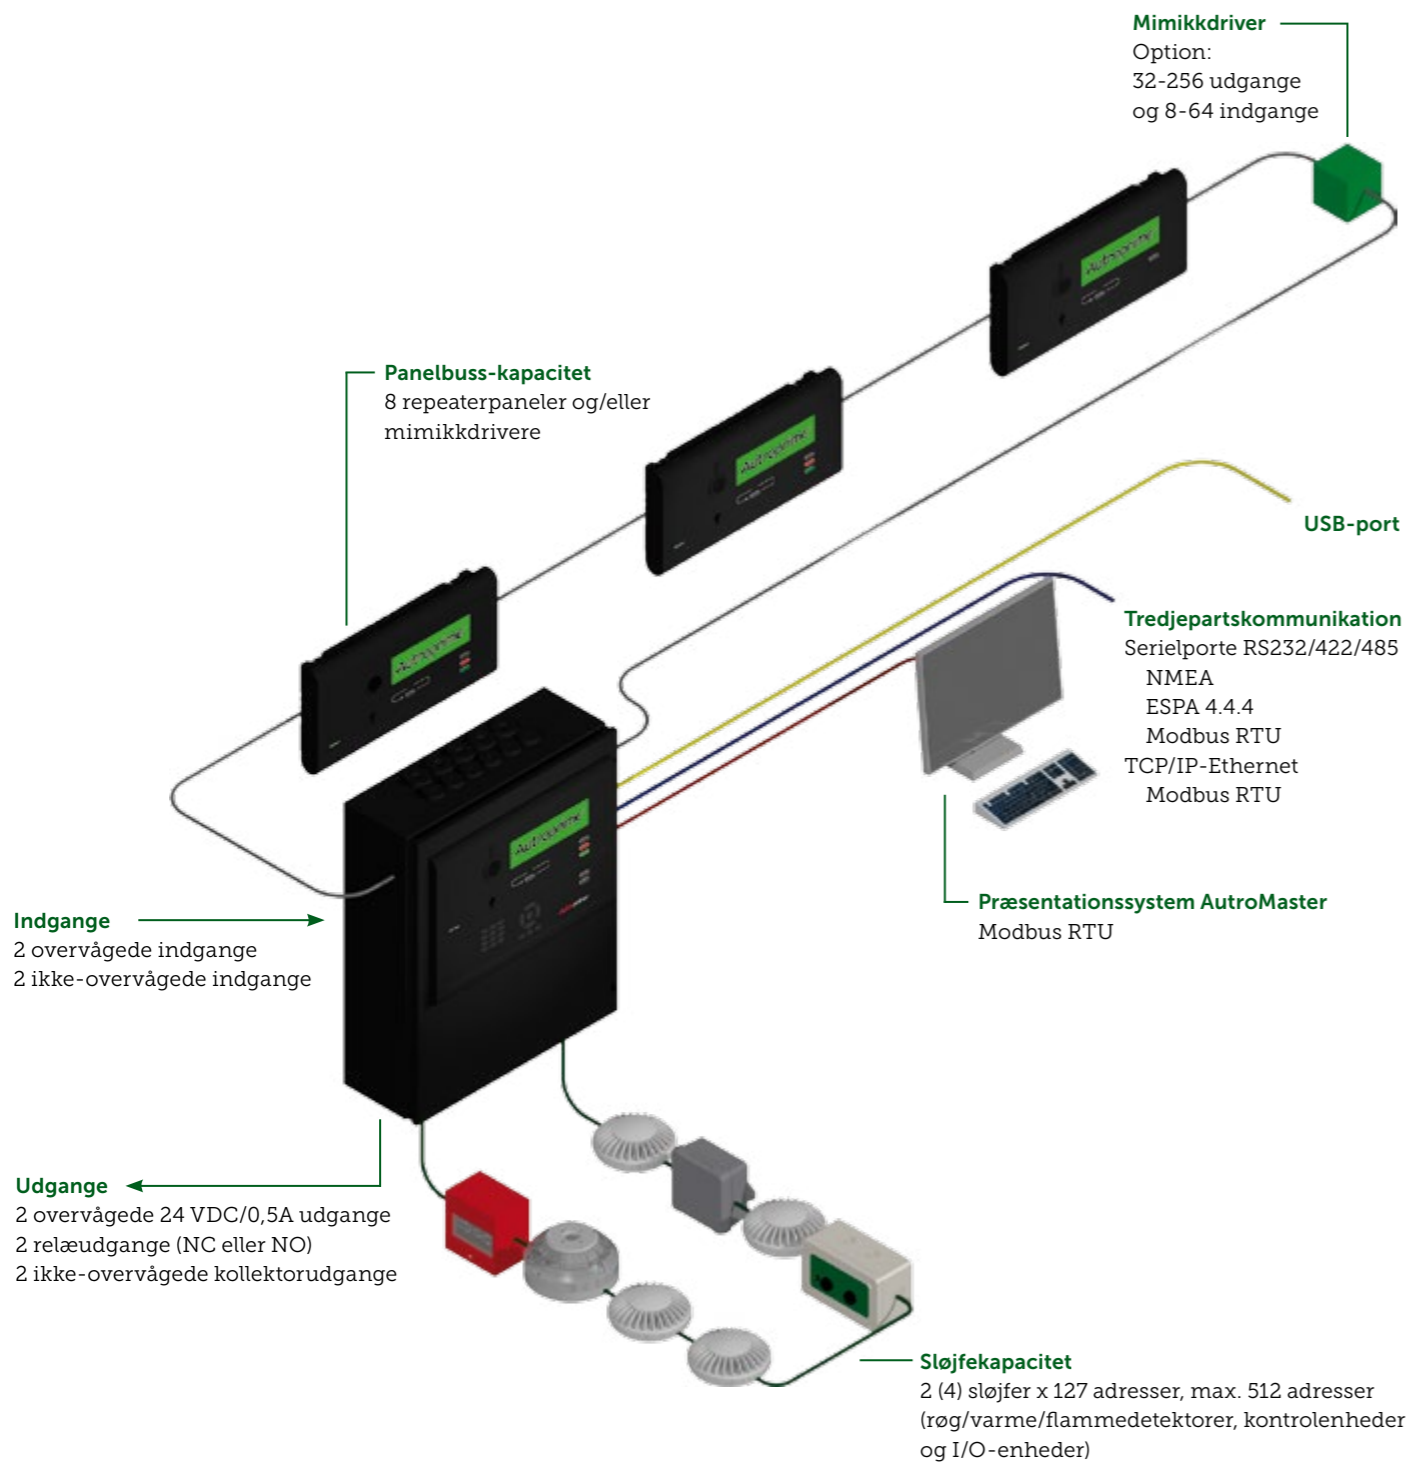 Mimikkdriver
Option:
32-256 udgange
og 8-64 indgange
Autroprime
Panelbuss-kapacitet
8 repeaterpaneler og/eller
mimikkdrivere
Autroprime
USB-port
Autroprime
Tredjepartskommunikation
Serielporte RS232/422/485
NMEA
ESPA 4.4.4
Modbus RTU
TCP/IP-Ethernet
Modbus RTU
Autroprime
Præsentationssystem AutroMaster
Modbus RTU
Indgange
2 overvågede indgange
2 ikke-overvågede indgange
Udgange
2 overvågede 24 VDC/0,5A udgange
2 relæudgange (NC eller NO)
2 ikke-overvågede kollektorudgange
Sløjfekapacitet
2 (4) sløjfer x 127 adresser, max. 512 adresser
(røg/varme/flammedetektorer, kontrolenheder
og I/O-enheder)